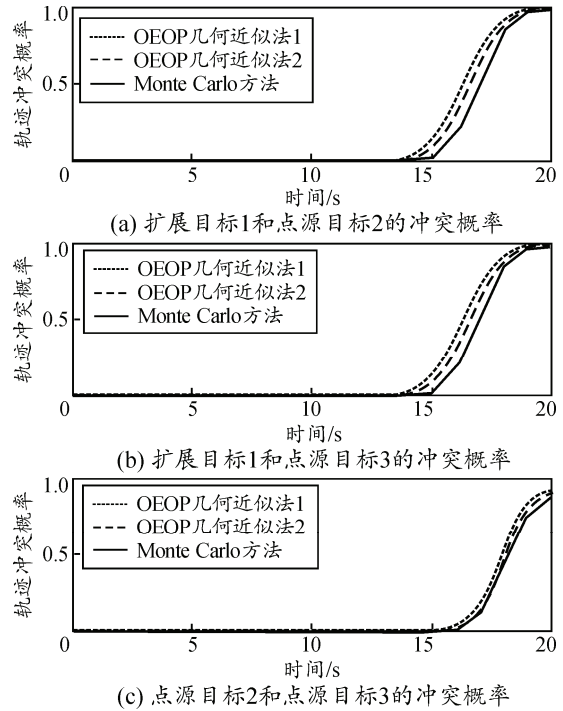 轨迹冲突概率
1.0
0.5
0
OEOP几何近似法1
OEOP几何近似法2
Monte Carlo方法
5
10
15
20
时间/s
(a) 扩展目标1和点源目标2的冲突概率
轨迹冲突概率
1.0
0.5
0
OEOP几何近似法1
OEOP几何近似法2
Monte Carlo方法
5
10
15
20
时间/s
(b) 扩展目标1和点源目标3的冲突概率
轨迹冲突概率
1.0
0.5
0
OEOP几何近似法1
OEOP几何近似法2
Monte Carlo方法
5
10
15
20
时间/s
(c) 点源目标2和点源目标3的冲突概率